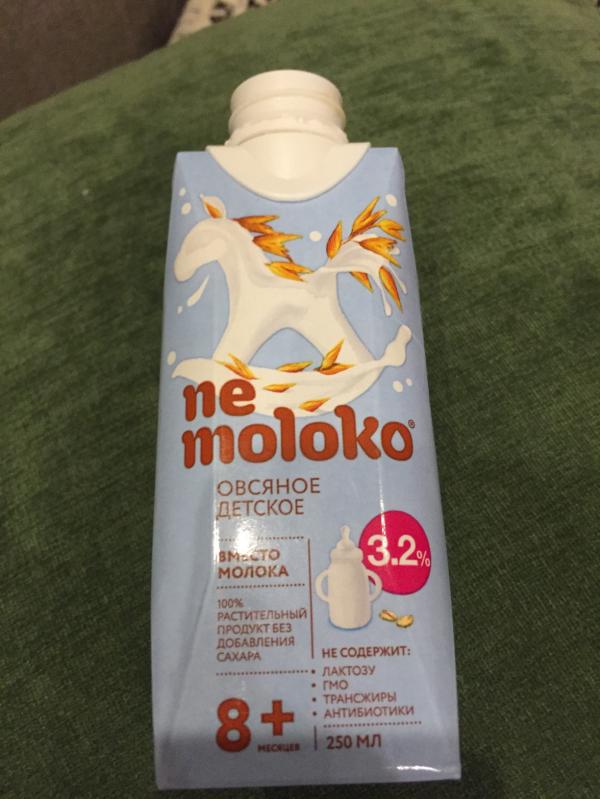 ne
moloko®
ОВСЯНОЕ
ДЕТСКОЕ
ВМЕСТО
МОЛОКА
3.2%
100%
РАСТИТЕЛЬНЫЙ
ПРОДУКТ БЕЗ
ДОБАВЛЕНИЯ
САХАРА
НЕ СОДЕРЖИТ:
• ЛАКТОЗУ
• ГМО
• ТРАНСЖИРЫ
• АНТИБИОТИКИ
8+
МЕСЯЦЕВ
250 МЛ